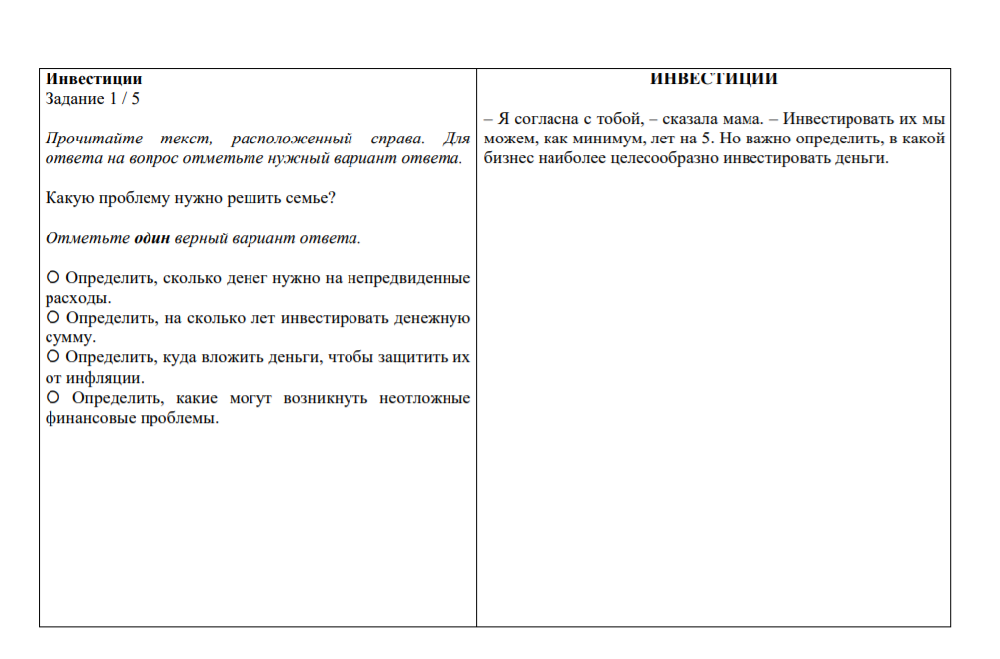 Инвестиции
Задание 1 / 5
Прочитайте текст, расположенный справа. Для
ответа на вопрос отметьте нужный вариант ответа.
Какую проблему нужно решить семье?
Отметьте один верный вариант ответа.
Определить, сколько денег нужно на непредвиденные
расходы.
Определить, на сколько лет инвестировать денежную
сумму.
Определить, куда вложить деньги, чтобы защитить их
от инфляции.
Определить, какие могут возникнуть неотложные
финансовые проблемы.
ИНВЕСТИЦИИ
– Я согласна с тобой, – сказала мама. – Инвестировать их мы
можем, как минимум, лет на 5. Но важно определить, в какой
бизнес наиболее целесообразно инвестировать деньги.